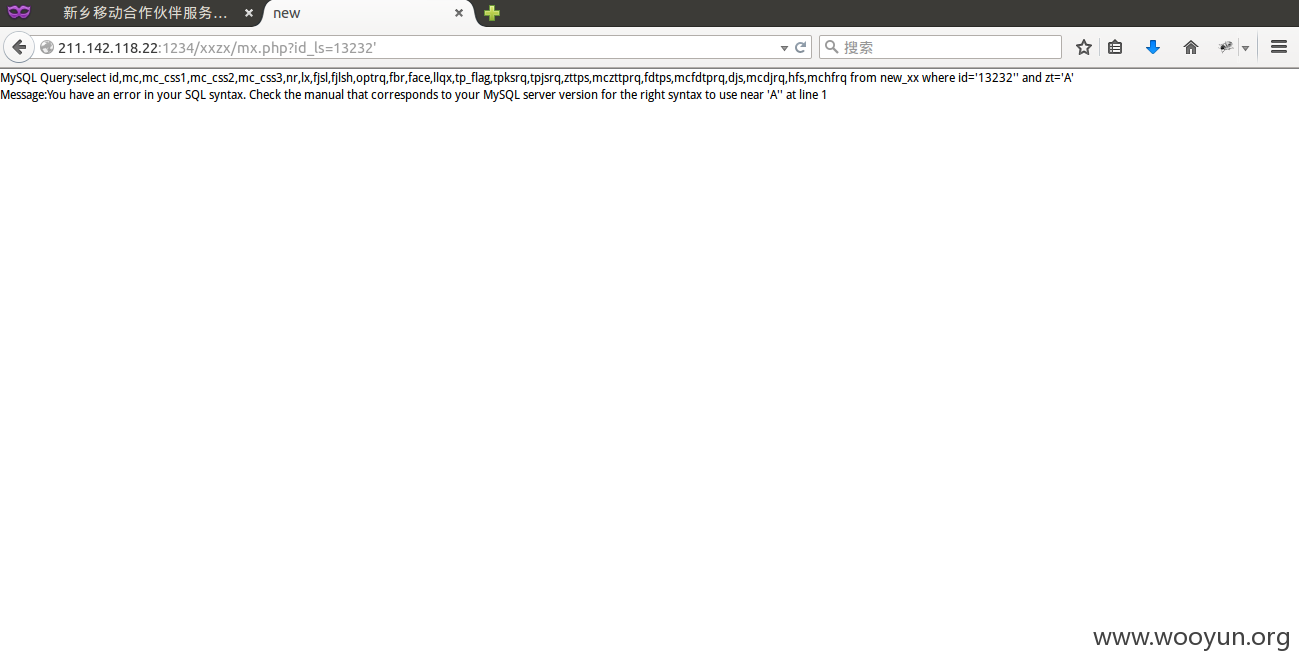 新乡移动合作伙伴服务...
new
211.142.118.22:1234/xxzx/mx.php?id_ls=13232'
搜索
MySQL Query:select id,mc,mc_css1,mc_css2,mc_css3,nr,lx,fjsl,fjlsh,optrq,fbr,face,llqx,tp_flag,tpksrq,tpjsrq,zttps,mczttprq,fdtps,mcfdtprq,djs,mcdjrq,hfs,mchfrq from new_xx where id='13232'' and zt='A'
Message:You have an error in your SQL syntax. Check the manual that corresponds to your MySQL server version for the right syntax to use near 'A'' at line 1
www.wooyun.org